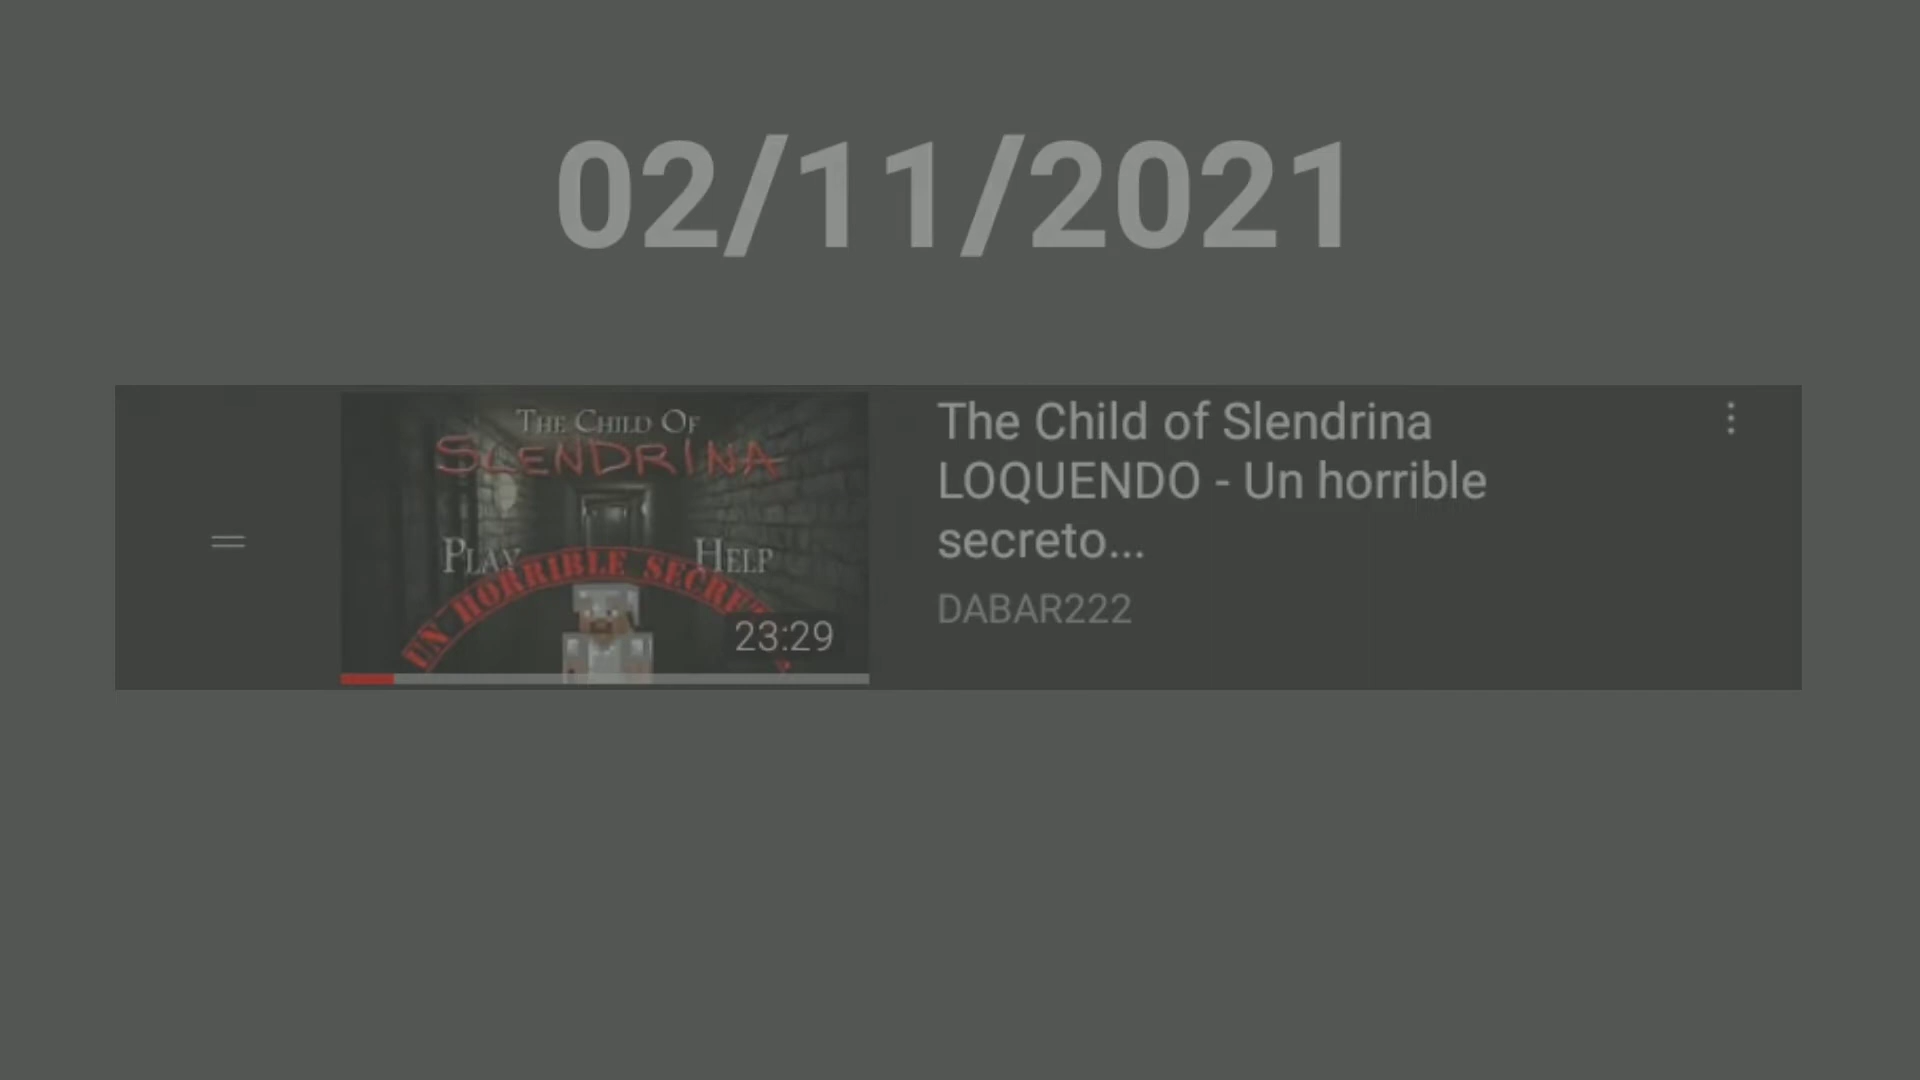 02/11/2021
THE CHILD OF
SLENDRINA
PLAY HELP
UN HORRIBLE
23:29
The Child of Slendrina
LOQUENDO - Un horrible
secreto...
DABAR222